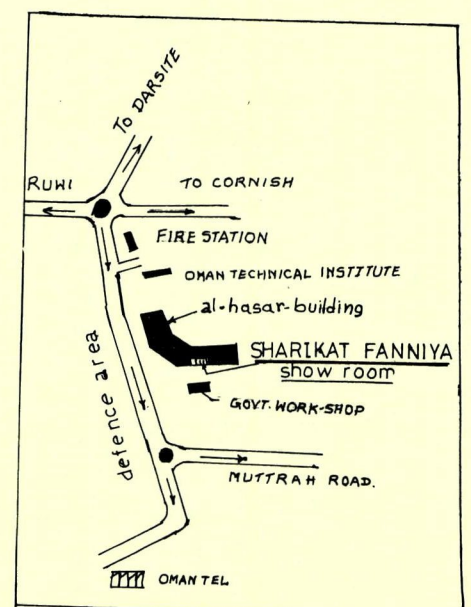 TO DARSITE
RUWI
TO CORNISH
FIRE STATION
OMAN TECHNICAL INSTITUTE
al-hasar-building
SHARIKAT FANNIYA
show room
GOVT. WORK-SHOP
defence area
MUTTRAH ROAD.
OMAN TEL